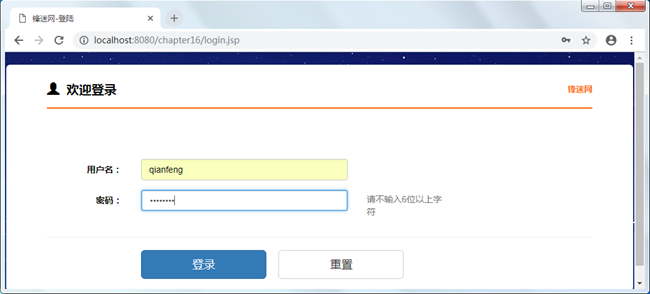 锋迷网-登陆
localhost:8080/chapter16/login.jsp
欢迎登录
锋迷网
用户名：
qianfeng
密码：
••••••••
请不输入6位以上字
符
登录
重置